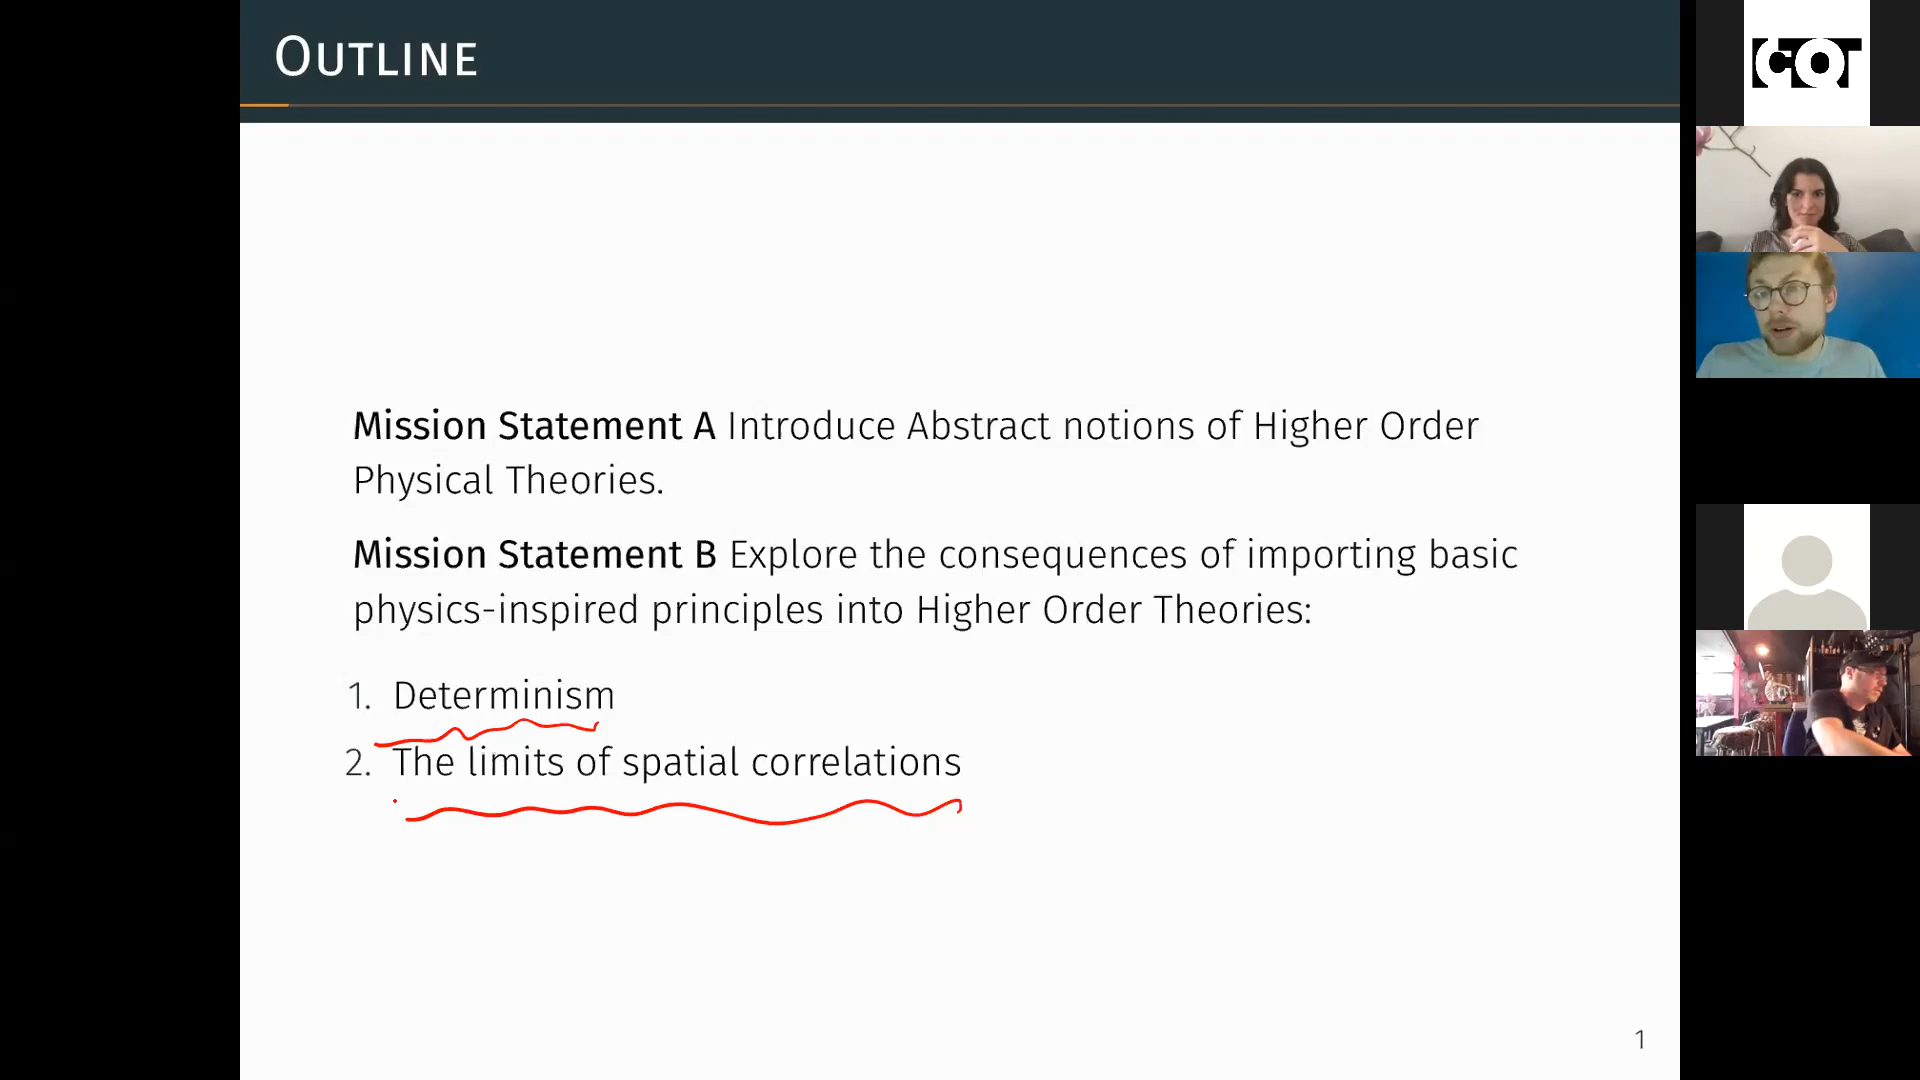 OUTLINE
Mission Statement A Introduce Abstract notions of Higher Order
Physical Theories.
Mission Statement B Explore the consequences of importing basic
physics-inspired principles into Higher Order Theories:
1. Determinism
2. The limits of spatial correlations
1
CQT